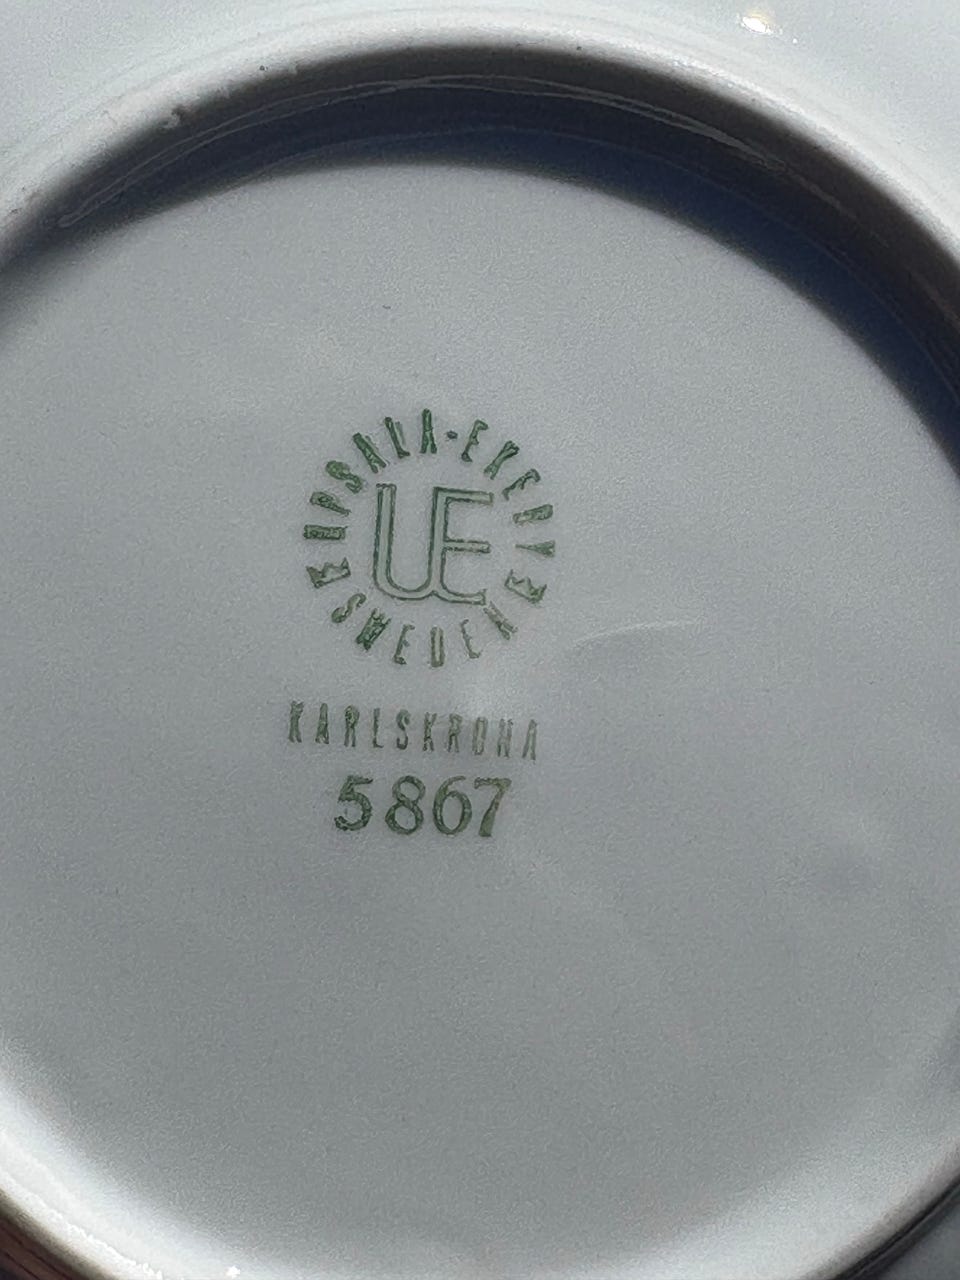 UPSALA-EKEBY
UE
SWEDEN
KARLSKRONA
5867